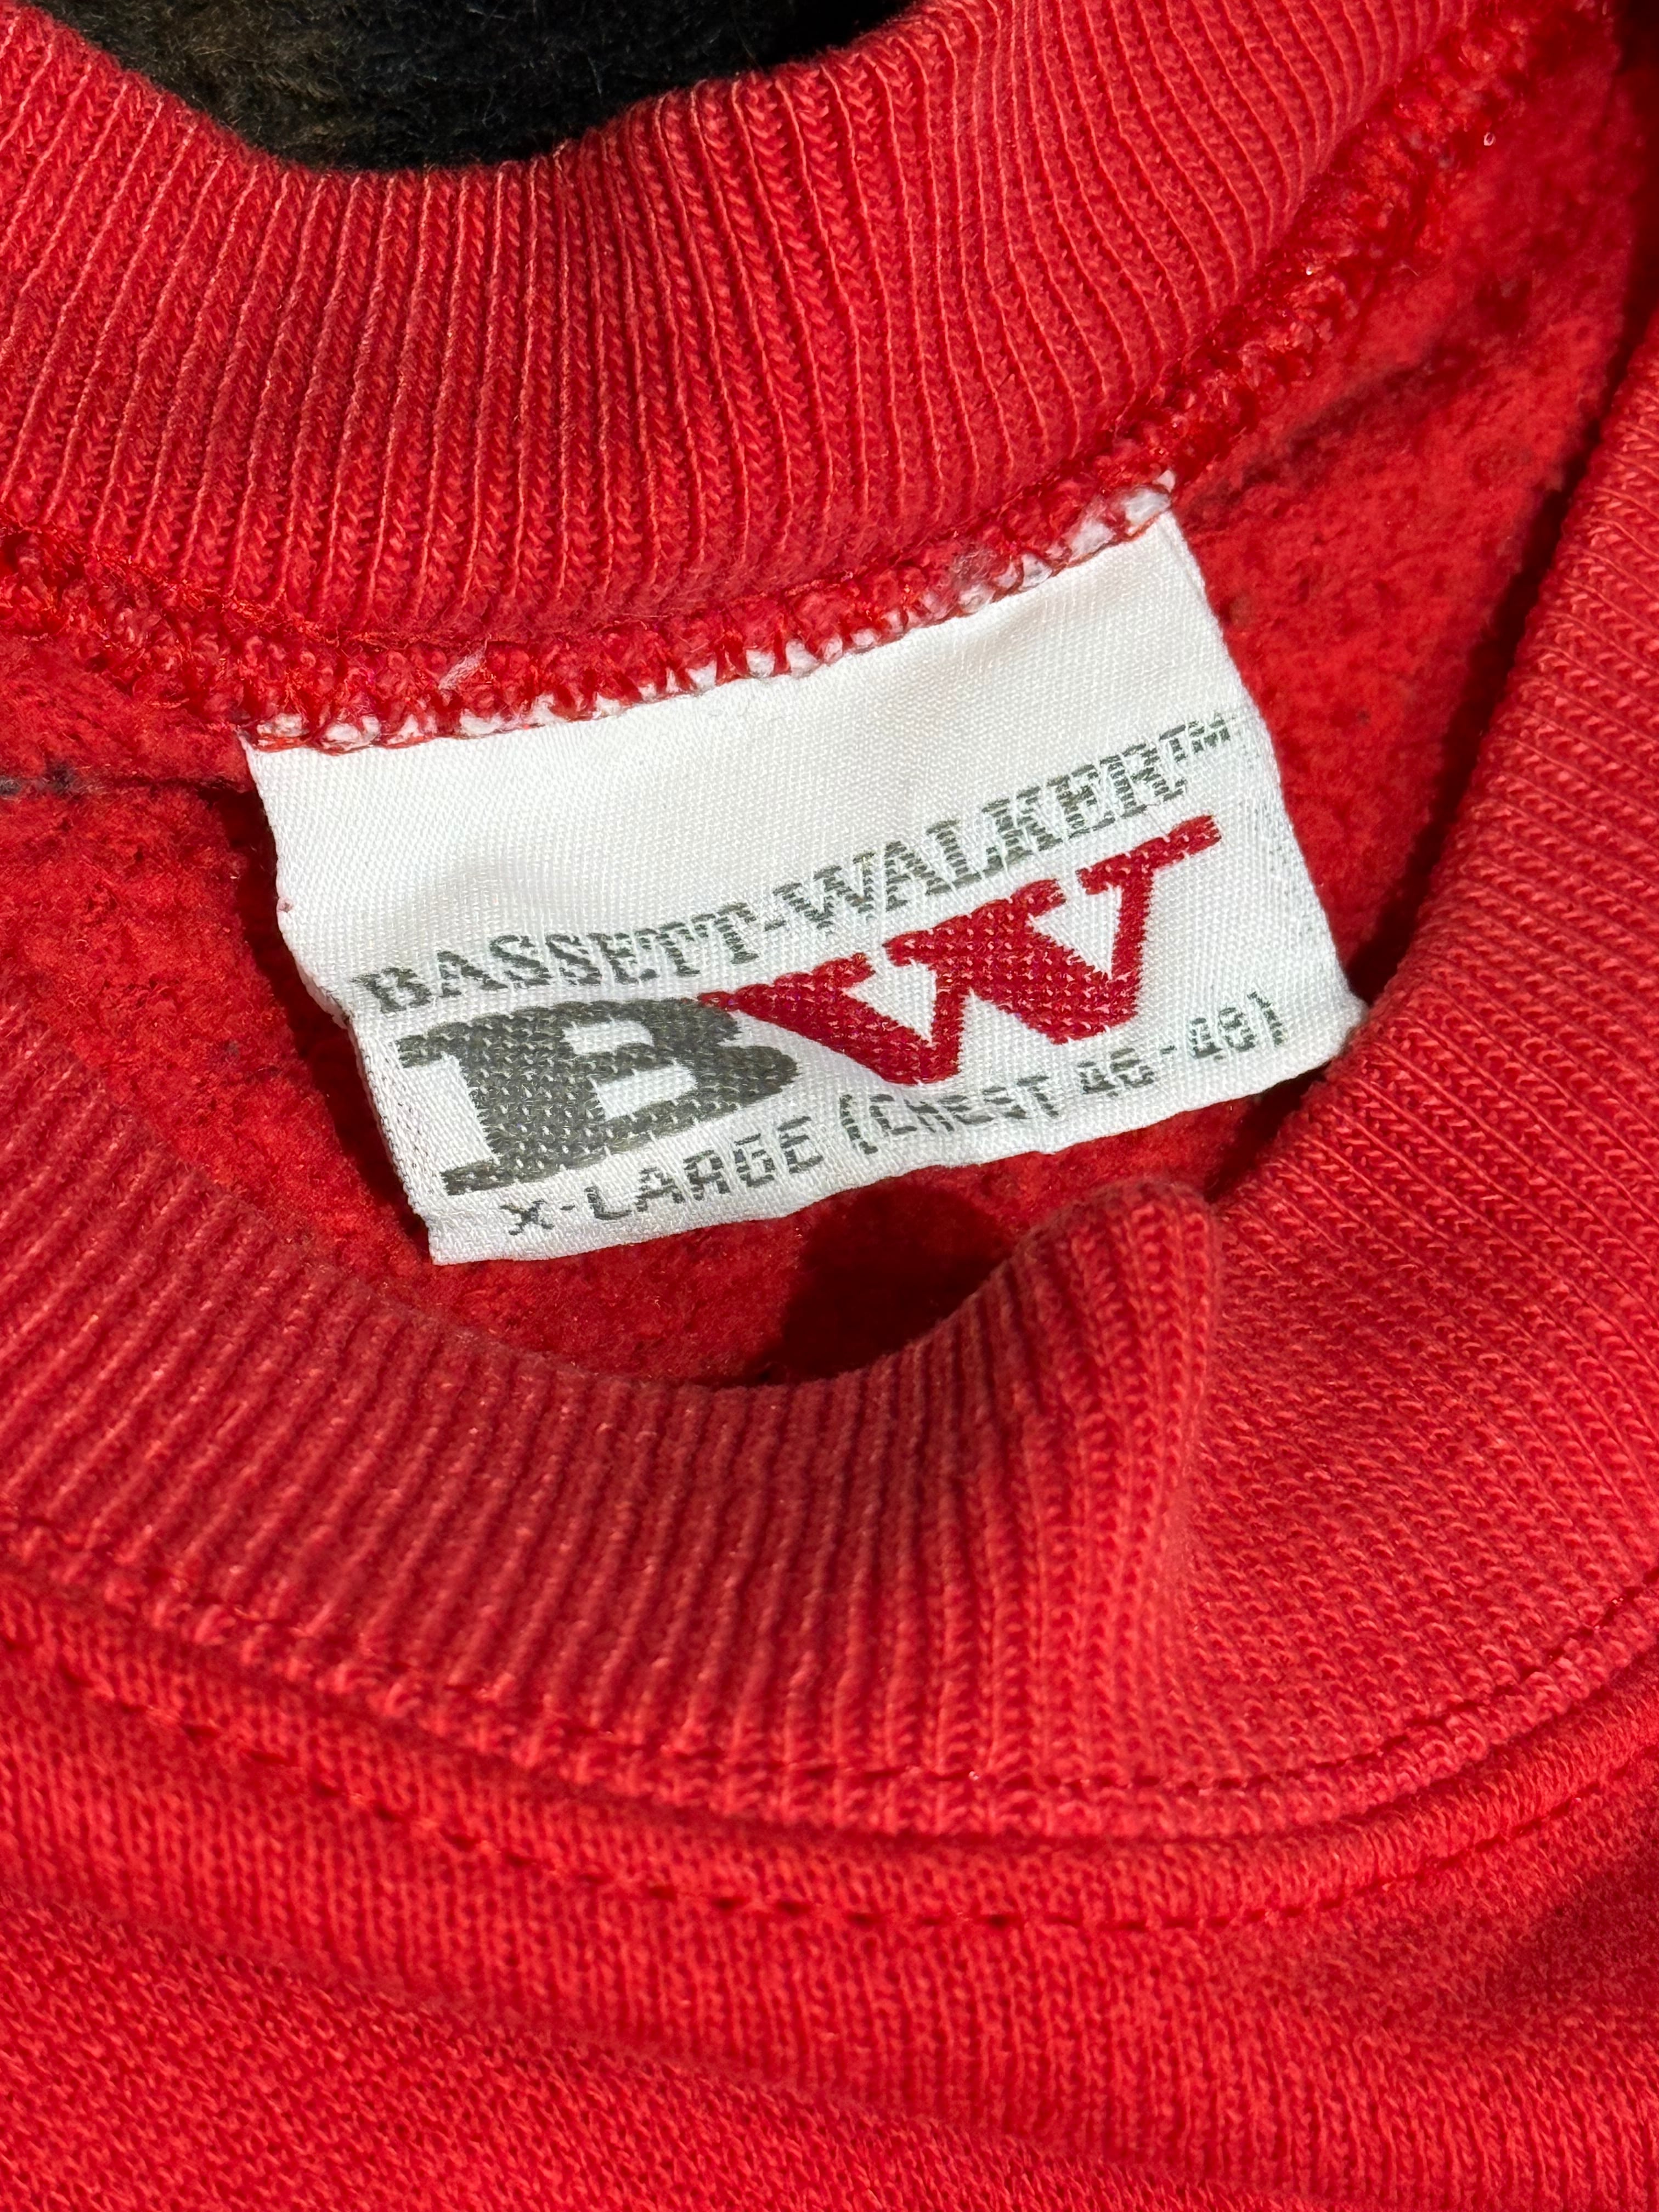 BASSETT-WALKER™
BW
X-LARGE (CHEST 46-48)